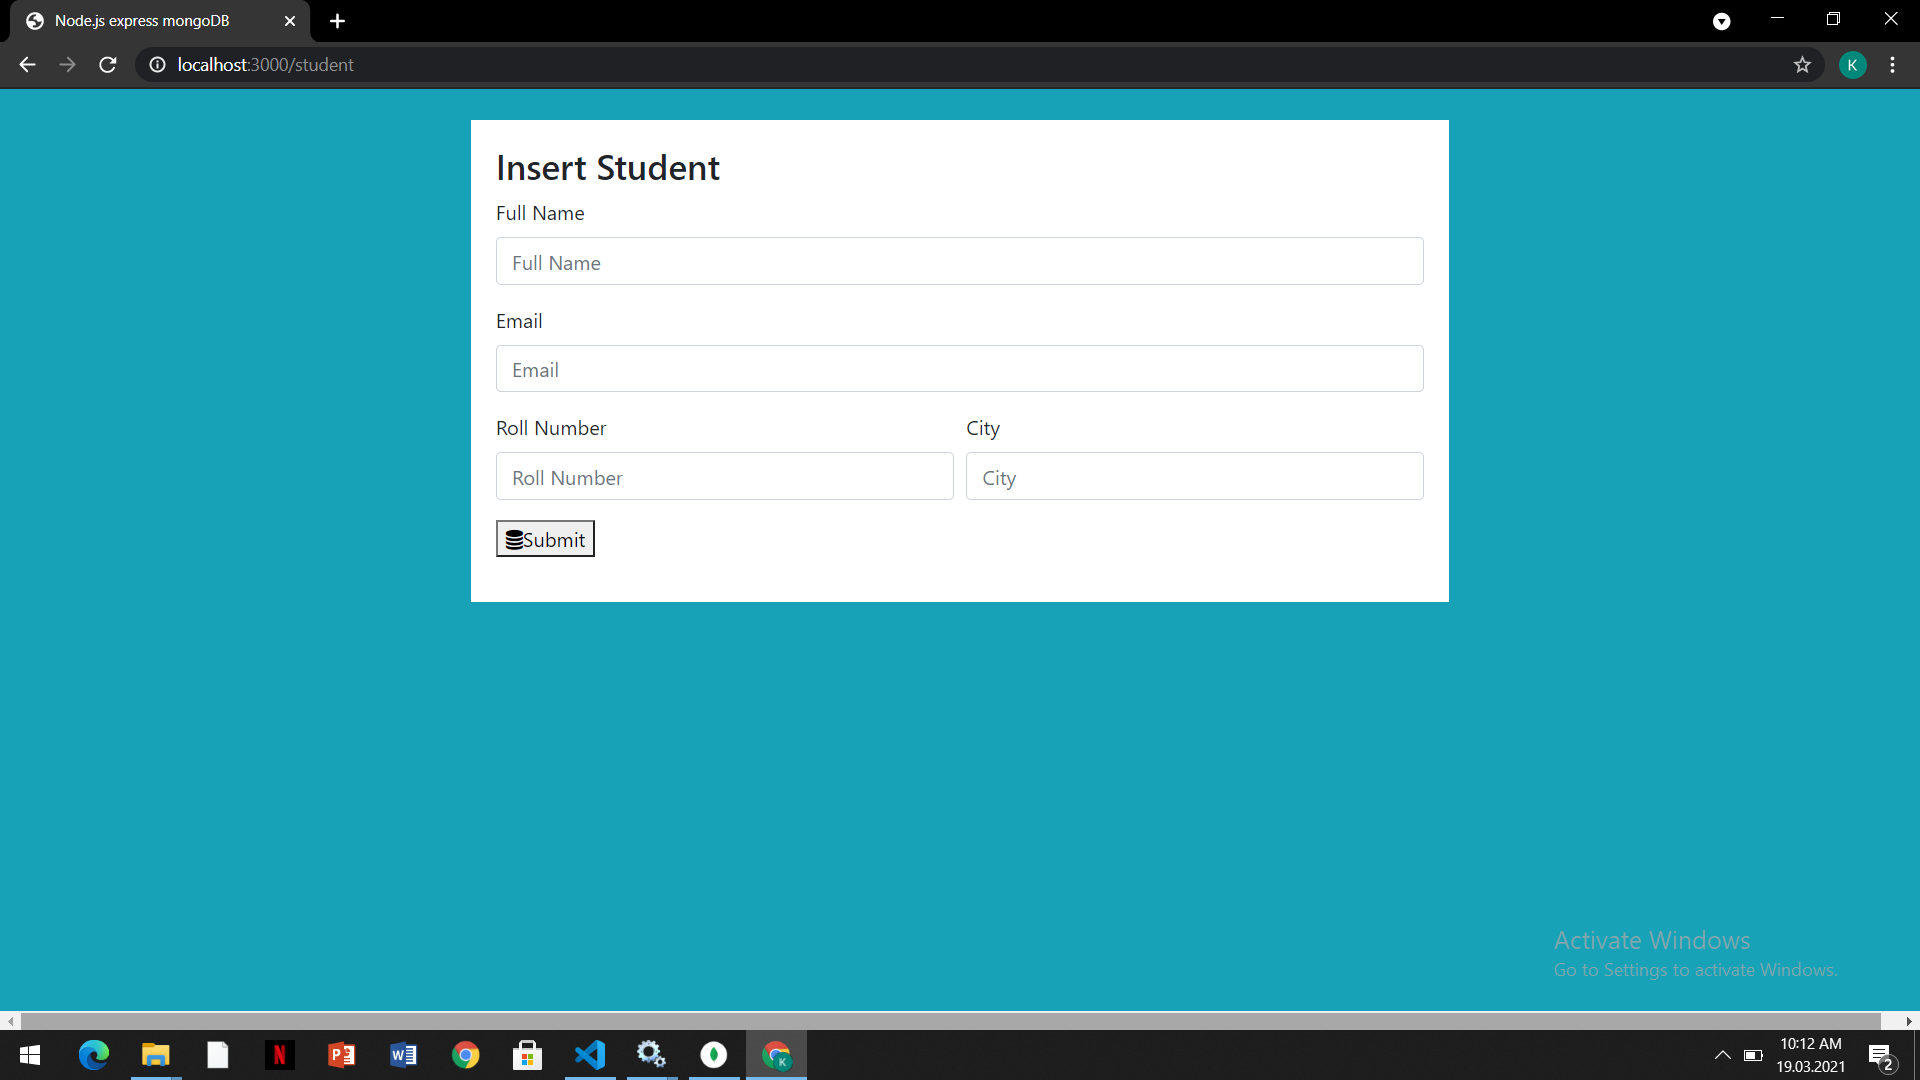 Node.js express mongoDB
localhost:3000/student
K
Insert Student
Full Name
Full Name
Email
Email
Roll Number City
Roll Number City
Submit
Activate Windows
Go to Settings to activate Windows.
N P W K
10:12 AM
19.03.2021
2